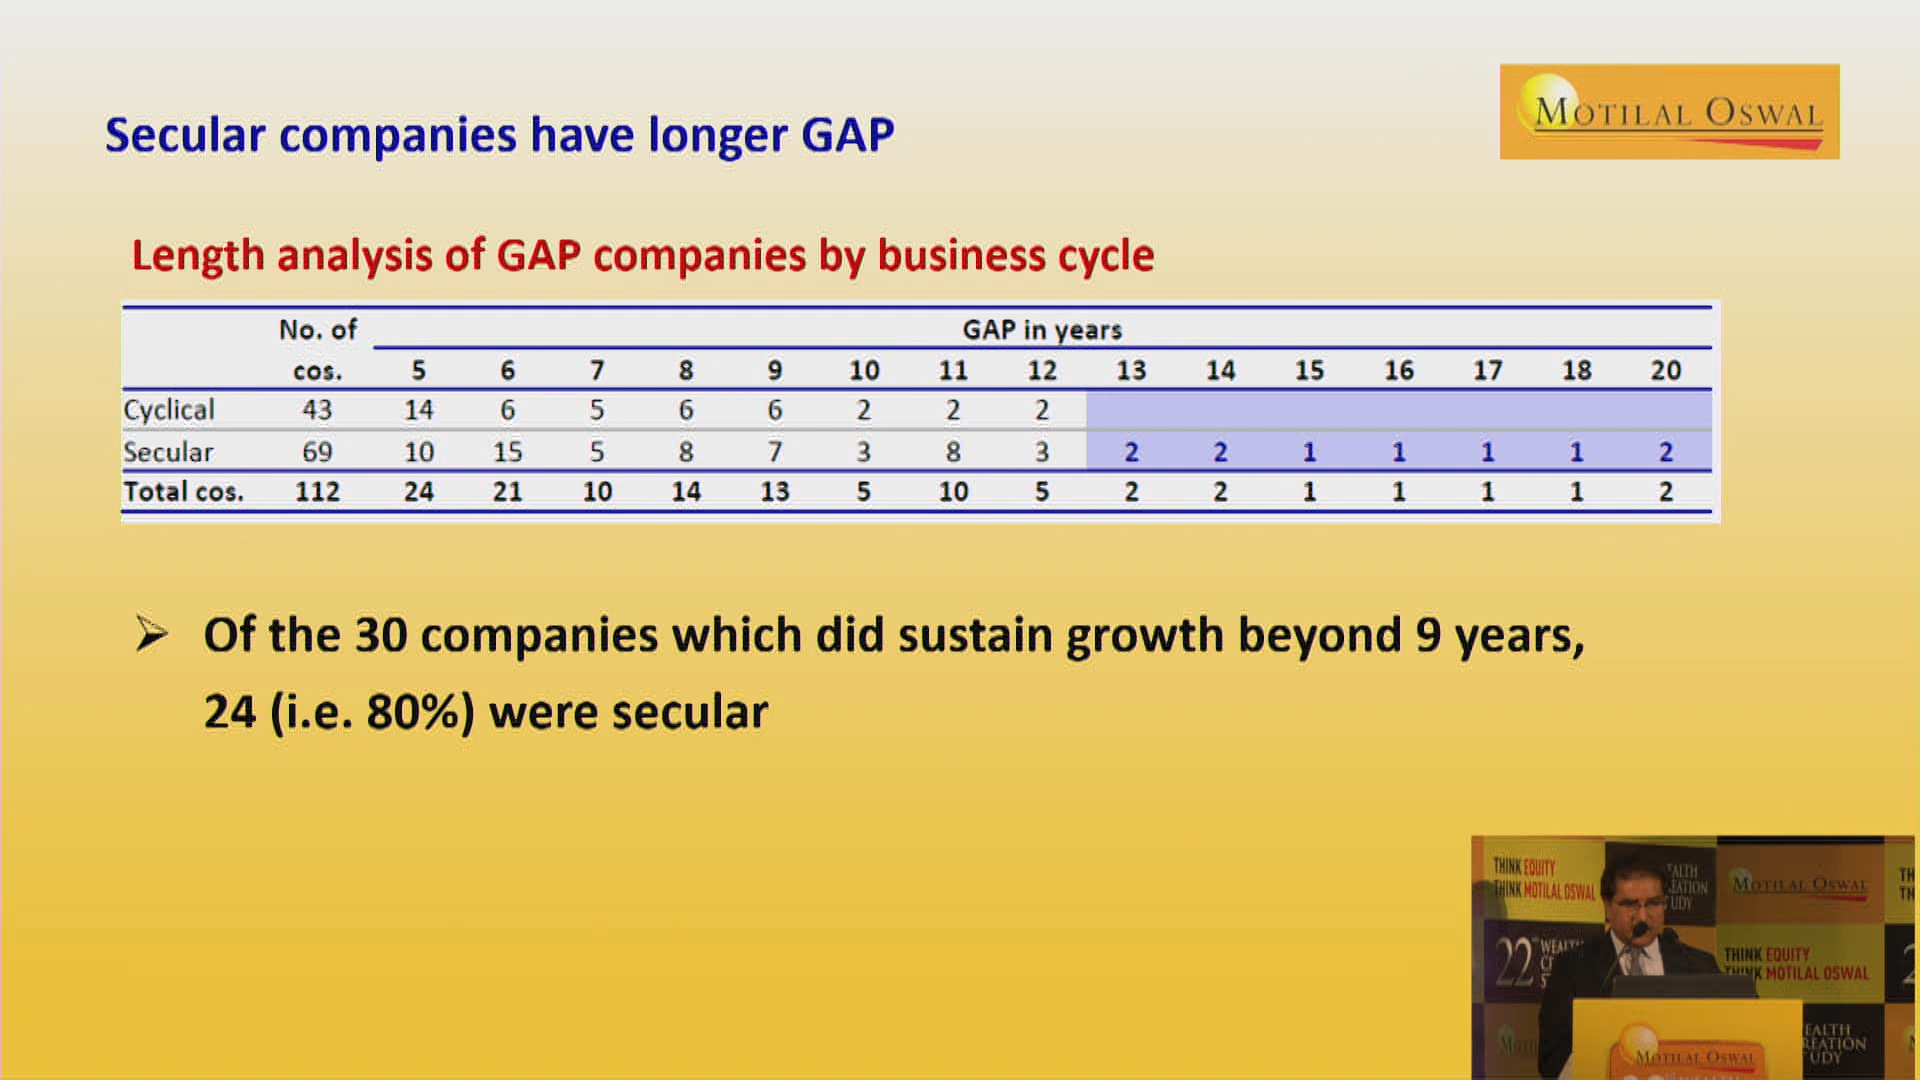 MOTILAL OSWAL
Secular companies have longer GAP
Length analysis of GAP companies by business cycle
No. of GAP in years
cos. 5 6 7 8 9 10 11 12 13 14 15 16 17 18 20
Cyclical 43 14 6 5 6 6 2 2 2
Secular 69 10 15 5 8 7 3 8 3 2 2 1 1 1 1 2
Total cos. 112 24 21 10 14 13 5 10 5 2 2 1 1 1 1 2
➢ Of the 30 companies which did sustain growth beyond 9 years,
24 (i.e. 80%) were secular
THINK EQUITY
THINK MOTILAL OSWAL
MOTILAL OSWAL
22
THINK EQUITY
THINK MOTILAL OSWAL
MOTILAL OSWAL